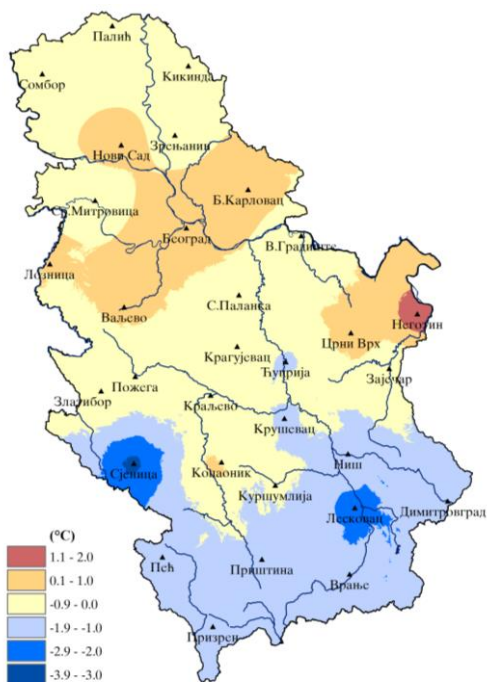 Палић
Сомбор
Кикинда
Зрењанин
Нови Сад
Б.Карловац
Ср.Митровица
Београд
В.Градиште
Лозница
Ваљево
С.Паланка
Неготин
Црни Врх
Крагујевац
Ћуприја
Зајечар
Пожега
Златибор
Краљево
Крушевац
Ниш
Сјеница
Копаоник
Куршумлија
Лесковац
Димитровград
(°C)
1.1 - 2.0
0.1 - 1.0
-0.9 - 0.0
-1.9 - -1.0
-2.9 - -2.0
-3.9 - -3.0
Пећ
Приштина
Врање
Призрен